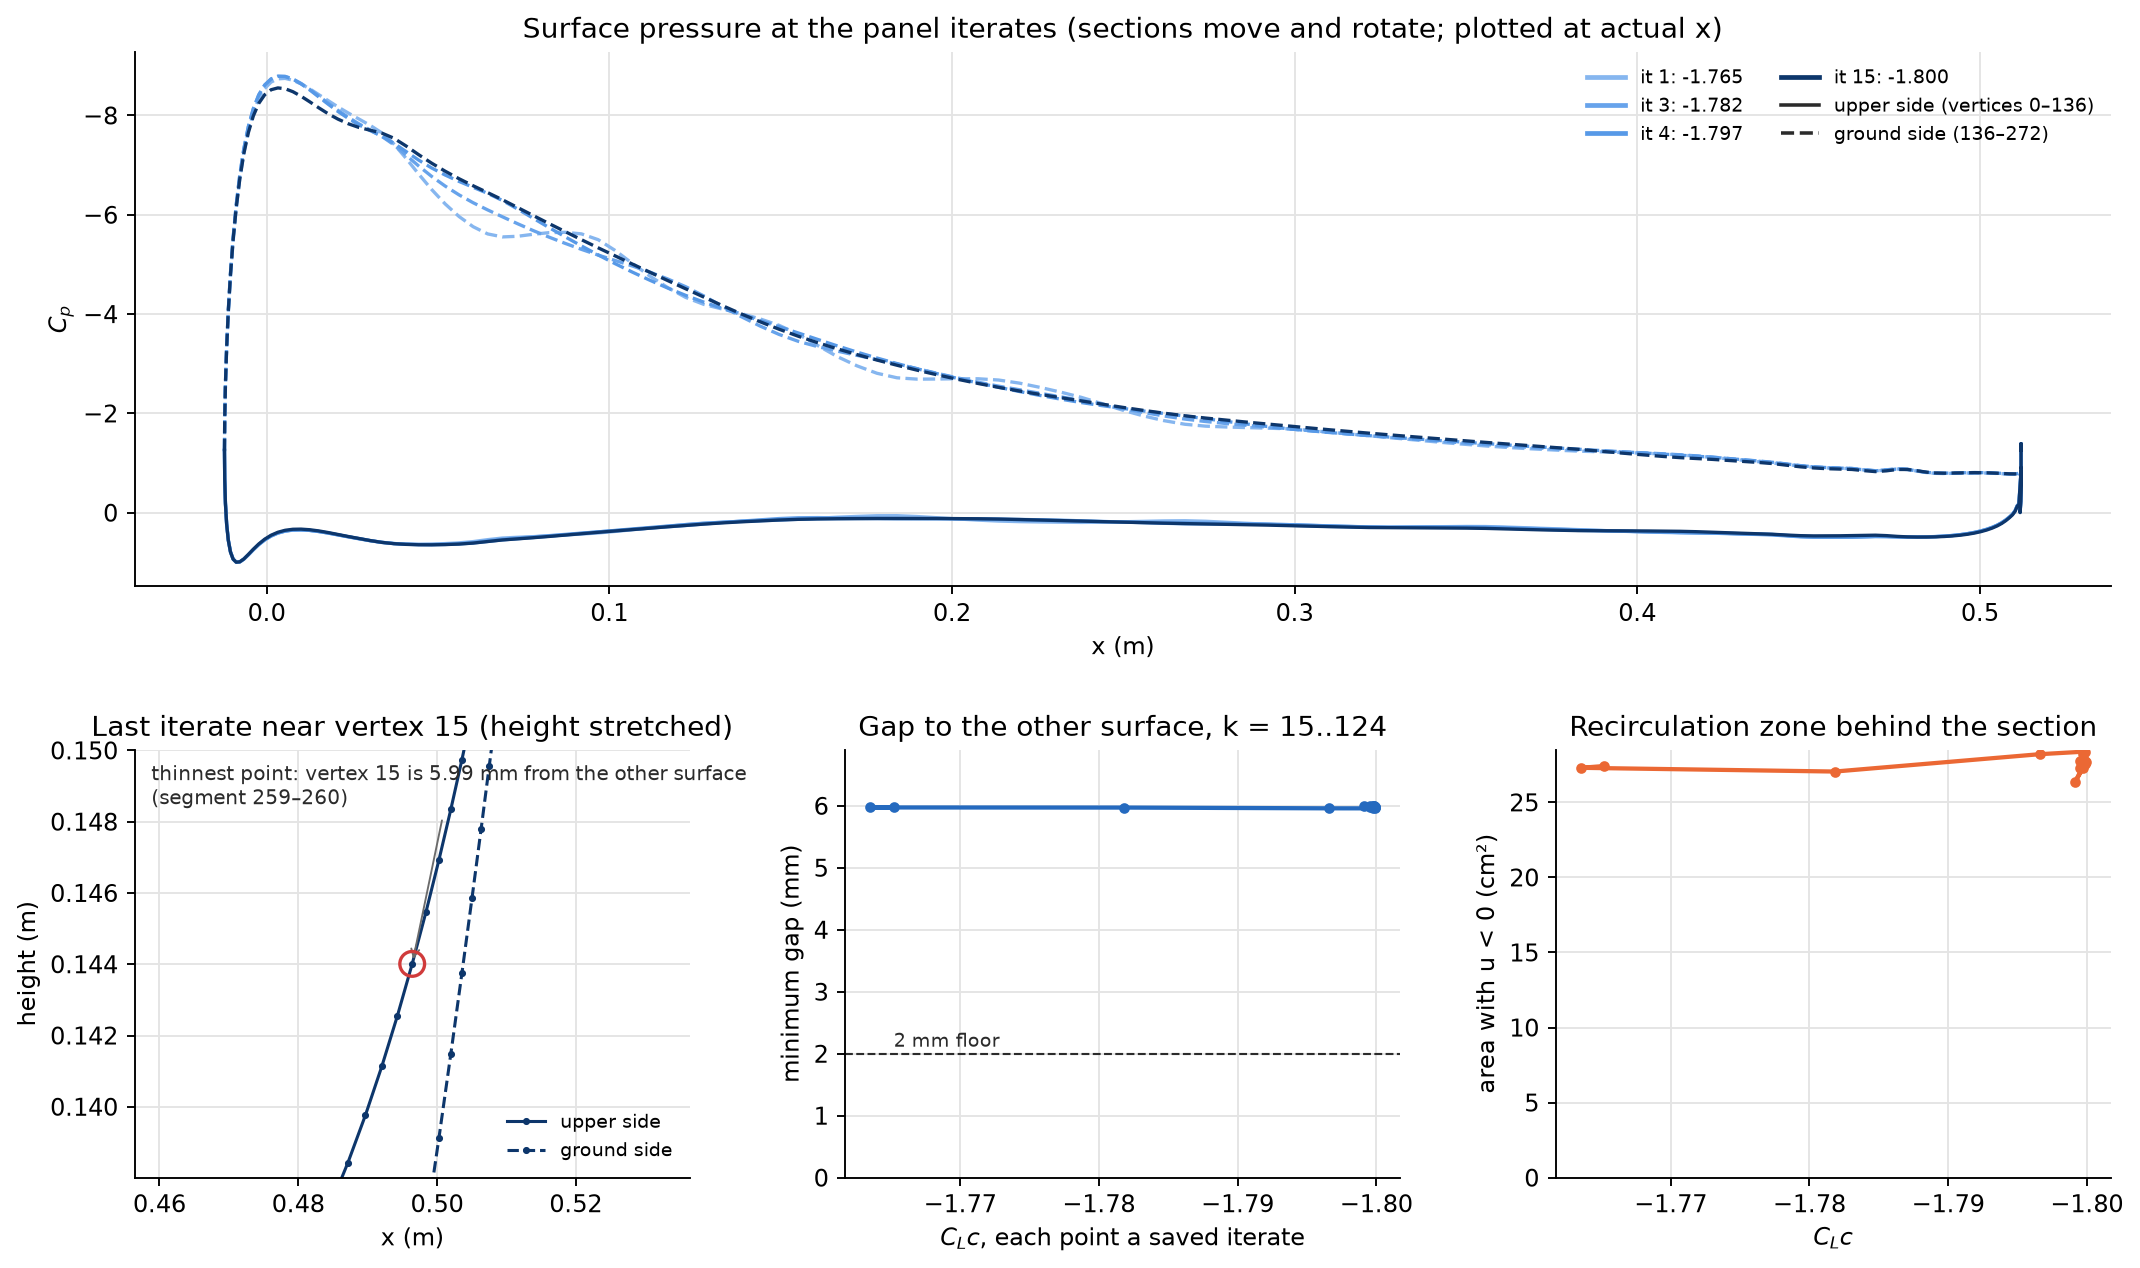 Surface pressure at the panel iterates (sections move and rotate; plotted at actual x)
it 1: -1.765
it 3: -1.782
it 4: -1.797
it 15: -1.800
upper side (vertices 0–136)
ground side (136–272)
−8
−6
−4
−2
0
Cp
0.0 0.1 0.2 0.3 0.4 0.5
x (m)
Last iterate near vertex 15 (height stretched)
thinnest point: vertex 15 is 5.99 mm from the other surface
(segment 259–260)
0.150
0.148
0.146
0.144
0.142
0.140
height (m)
upper side
ground side
0.46 0.48 0.50 0.52
x (m)
Gap to the other surface, k = 15..124
6
5
4
3
2
1
0
minimum gap (mm)
2 mm floor
−1.77 −1.78 −1.79 −1.80
CLc, each point a saved iterate
Recirculation zone behind the section
25
20
15
10
5
0
area with u < 0 (cm²)
−1.77 −1.78 −1.79 −1.80
CLc